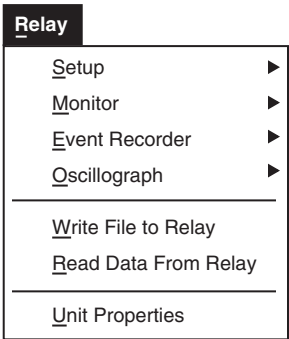 Relay
Setup
Monitor
Event Recorder
Oscillograph
Write File to Relay
Read Data From Relay
Unit Properties